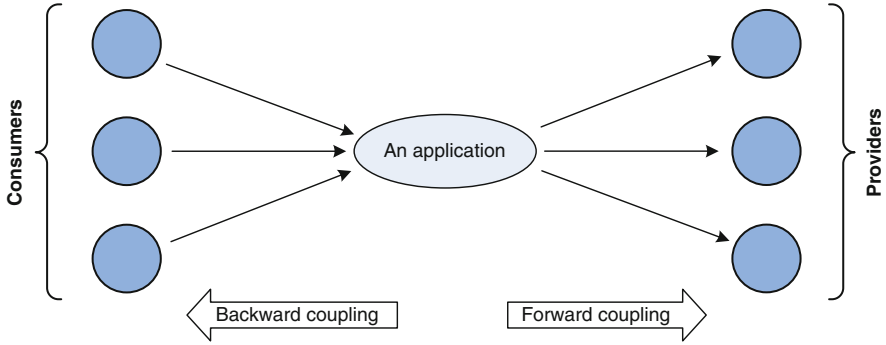 Consumers
An application
Providers
Backward coupling
Forward coupling